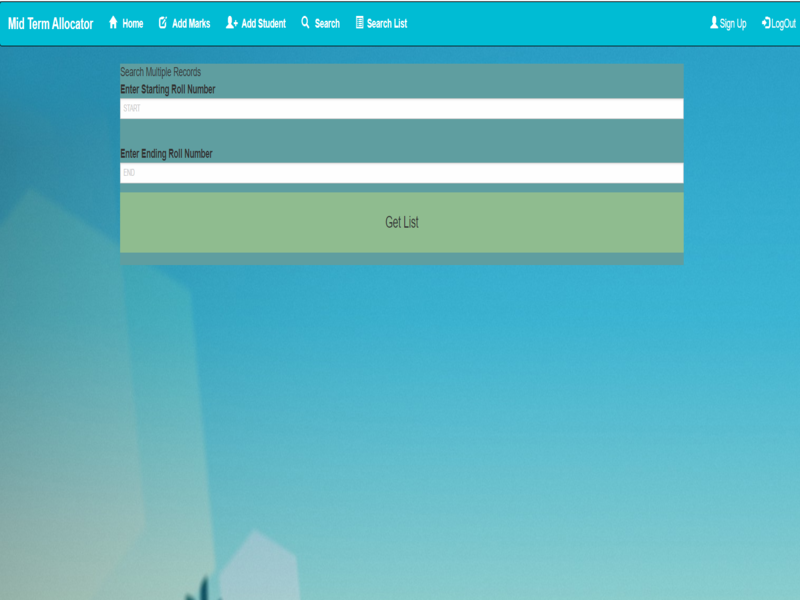 Mid Term Allocator Home Add Marks Add Student Search Search List Sign Up LogOut
Search Multiple Records
Enter Starting Roll Number
START
Enter Ending Roll Number
END
Get List